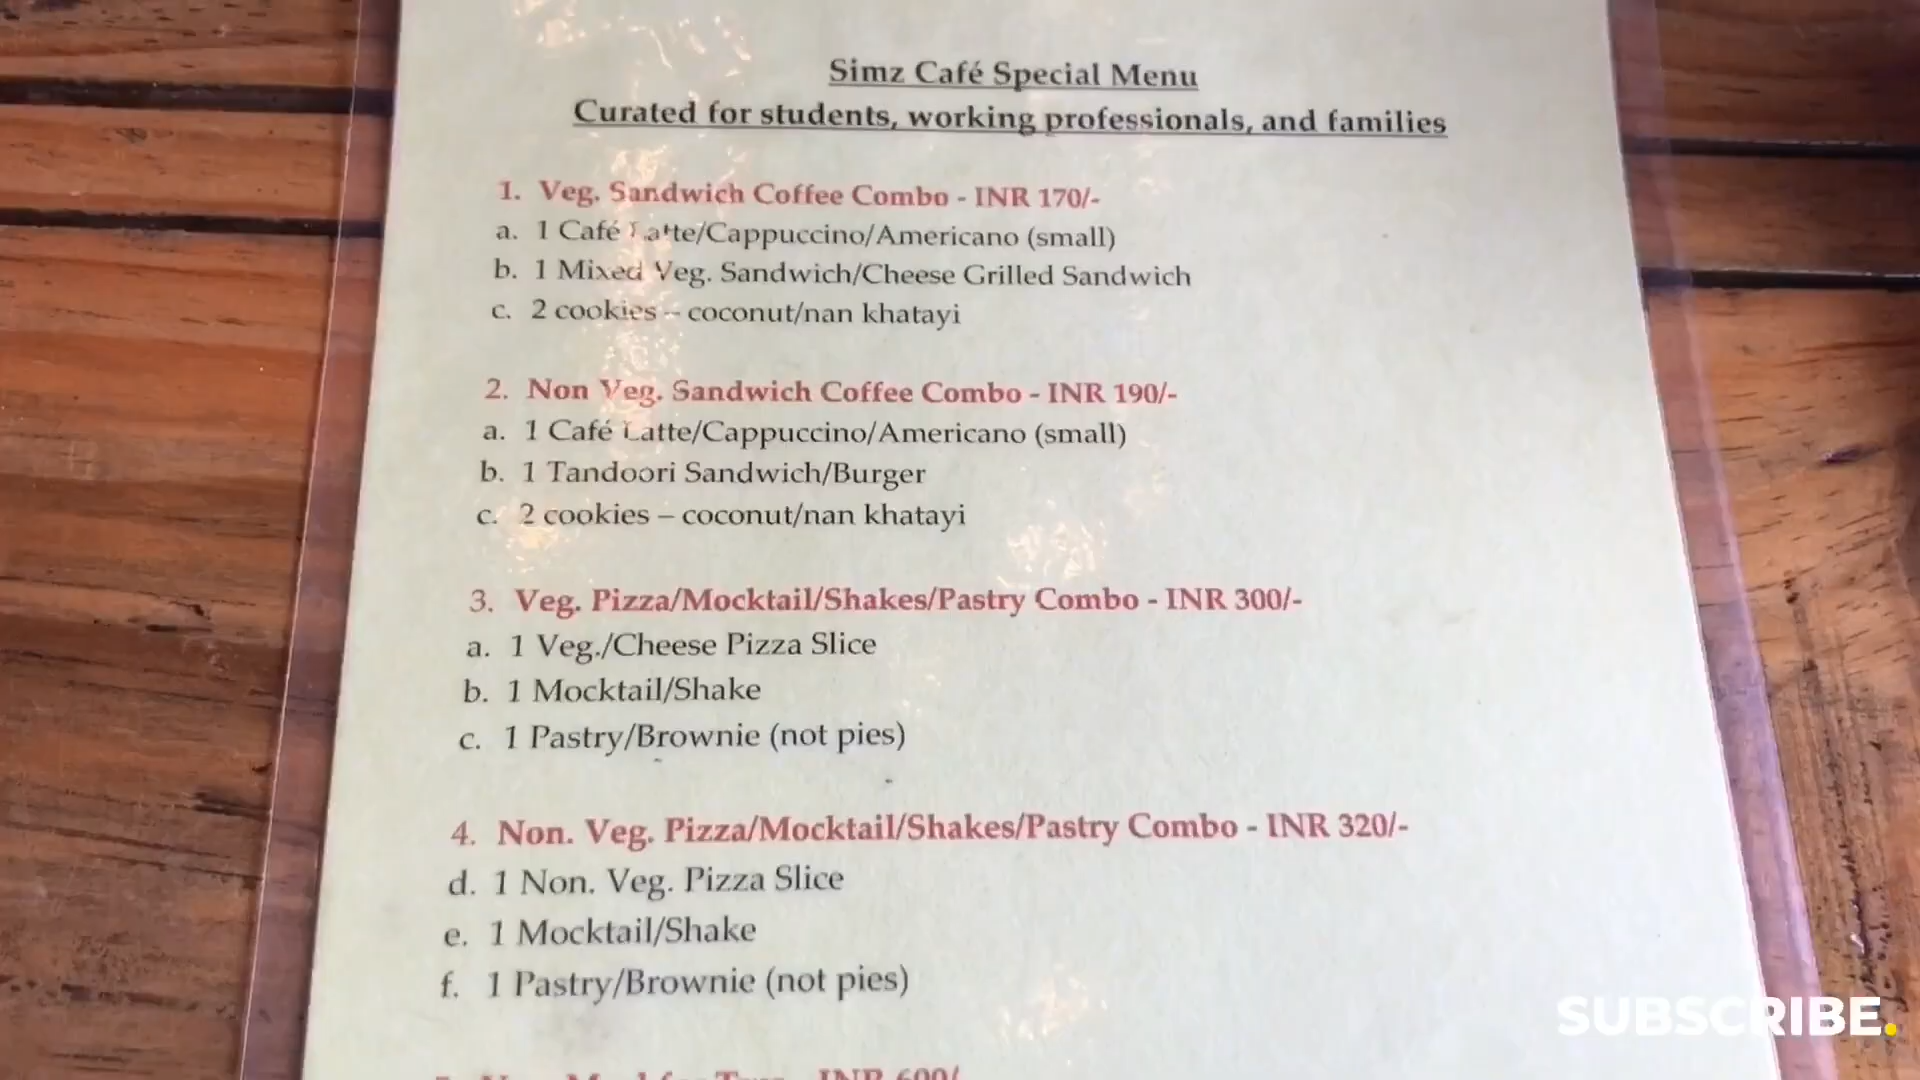 Simz Café Special Menu
Curated for students, working professionals, and families
1. Veg. Sandwich Coffee Combo - INR 170/-
a. 1 Café Latte/Cappuccino/Americano (small)
b. 1 Mixed Veg. Sandwich/Cheese Grilled Sandwich
c. 2 cookies – coconut/nan khatayi
2. Non Veg. Sandwich Coffee Combo - INR 190/-
a. 1 Café Latte/Cappuccino/Americano (small)
b. 1 Tandoori Sandwich/Burger
c. 2 cookies – coconut/nan khatayi
3. Veg. Pizza/Mocktail/Shakes/Pastry Combo - INR 300/-
a. 1 Veg./Cheese Pizza Slice
b. 1 Mocktail/Shake
c. 1 Pastry/Brownie (not pies)
4. Non. Veg. Pizza/Mocktail/Shakes/Pastry Combo - INR 320/-
d. 1 Non. Veg. Pizza Slice
e. 1 Mocktail/Shake
f. 1 Pastry/Brownie (not pies)
SUBSCRIBE.
INR 600/